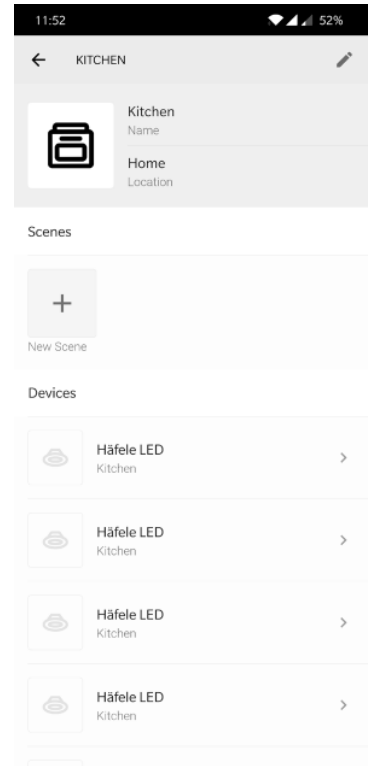 11:52
52%
KITCHEN
Kitchen
Name
Home
Location
Scenes
New Scene
Devices
Häfele LED
Kitchen
Häfele LED
Kitchen
Häfele LED
Kitchen
Häfele LED
Kitchen